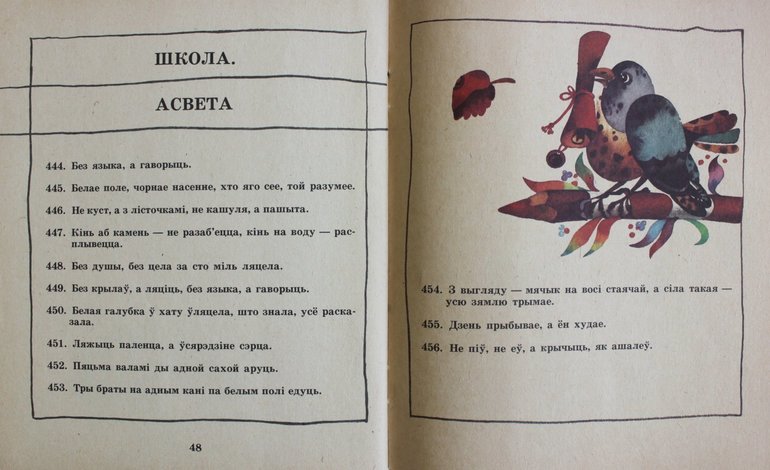 ШКОЛА.
АСВЕТА
444. Без языка, а гаворыць.
445. Белае поле, чорнае насенне, хто яго сее, той разумее.
446. Не куст, а з лісточкамі, не кашуля, а пашыта.
447. Кінь аб камень — не разаб'ецца, кінь на воду — рас-
плывецца.
448. Без душы, без цела за сто міль ляцела.
449. Без крылаў, а ляціць, без языка, а гаворыць.
450. Белая галубка ў хату ўляцела, што знала, усё раска-
зала.
451. Ляжыць паленца, а ўсярэдзіне сэрца.
452. Пяцьма валамі ды адной сахой аруць.
453. Тры браты на адным кані па белым полі едуць.
48
454. З выгляду — мячык на восі стаячай, а сіла такая —
усю зямлю трымае.
455. Дзень прыбывае, а ён худае.
456. Не піў, не еў, а крычыць, як ашалеў.